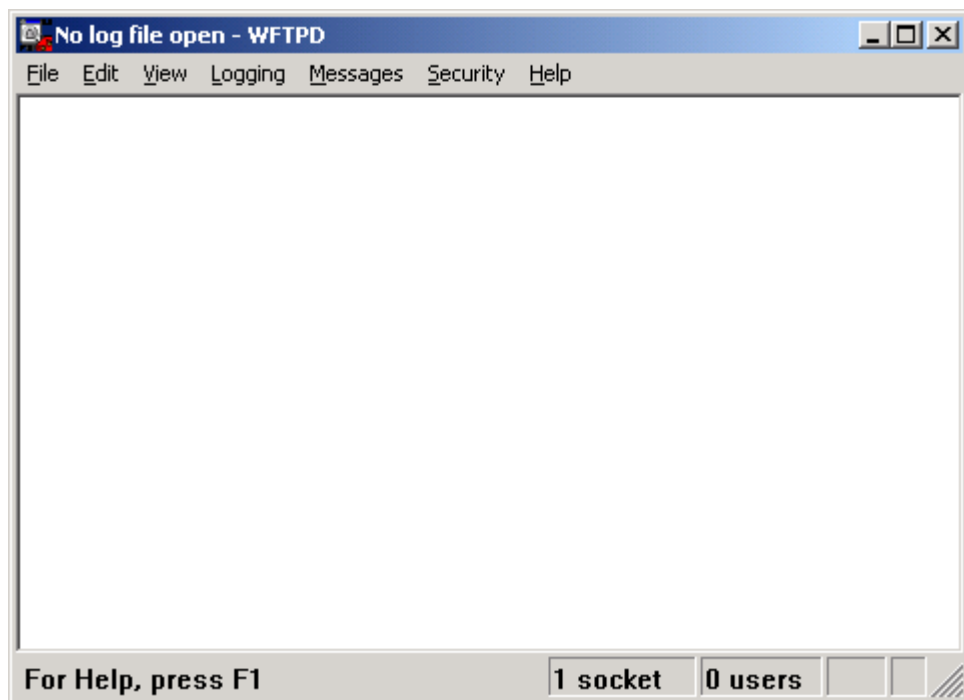 No log file open - WFTPD
File Edit View Logging Messages Security Help
For Help, press F1 1 socket 0 users